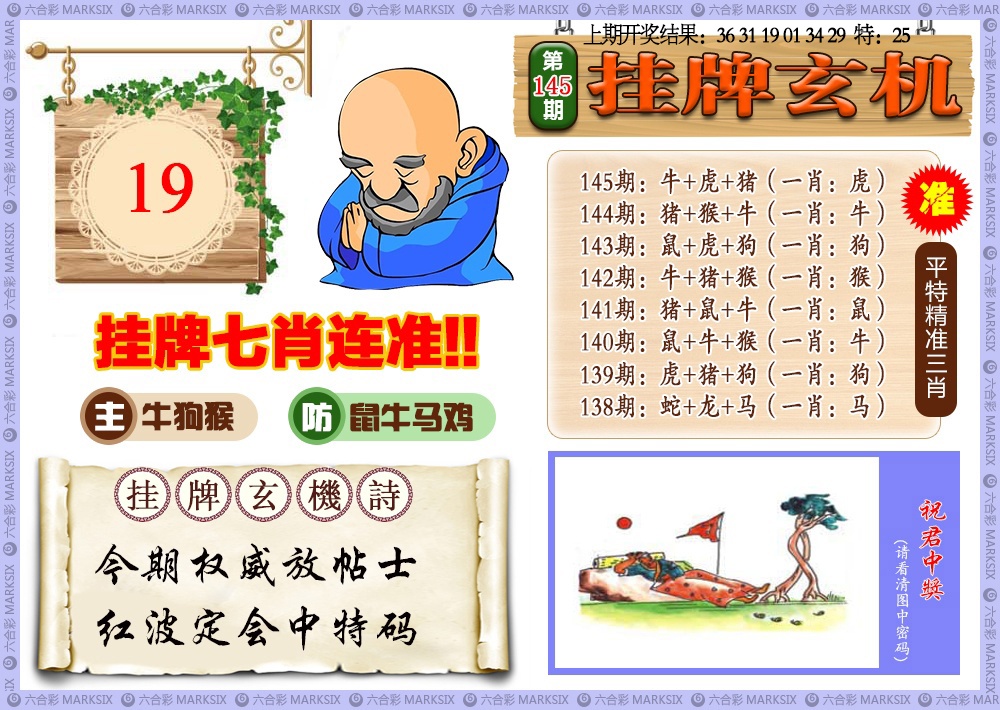 上期开奖结果：36 31 19 01 34 29 特：25
第145期
挂牌玄机
19
145期：牛+虎+猪（一肖：虎）
144期：猪+猴+牛（一肖：牛）
143期：鼠+虎+狗（一肖：狗）
142期：牛+猪+猴（一肖：猴）
141期：猪+鼠+牛（一肖：鼠）
140期：鼠+牛+猴（一肖：牛）
139期：虎+猪+狗（一肖：狗）
138期：蛇+龙+马（一肖：马）
准
平特精准三肖
挂牌七肖连准!!
主 牛狗猴
防 鼠牛马鸡
挂牌玄機詩
今期权威放帖士
红波定会中特码
祝君中獎
（请看清图中密码）
六合彩 MARKSIX